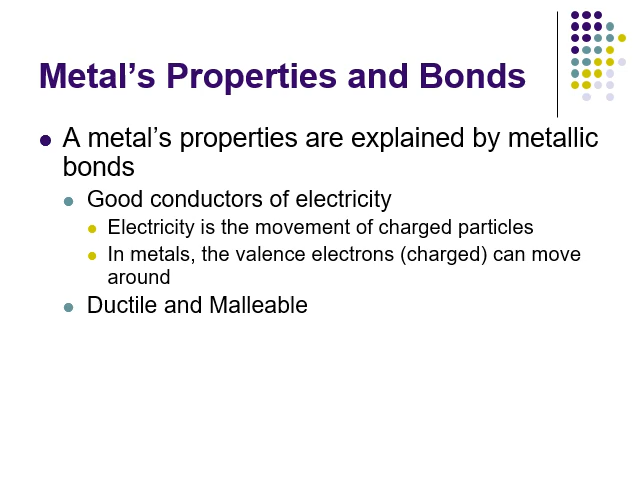 Metal’s Properties and Bonds
A metal’s properties are explained by metallic
bonds
Good conductors of electricity
Electricity is the movement of charged particles
In metals, the valence electrons (charged) can move
around
Ductile and Malleable